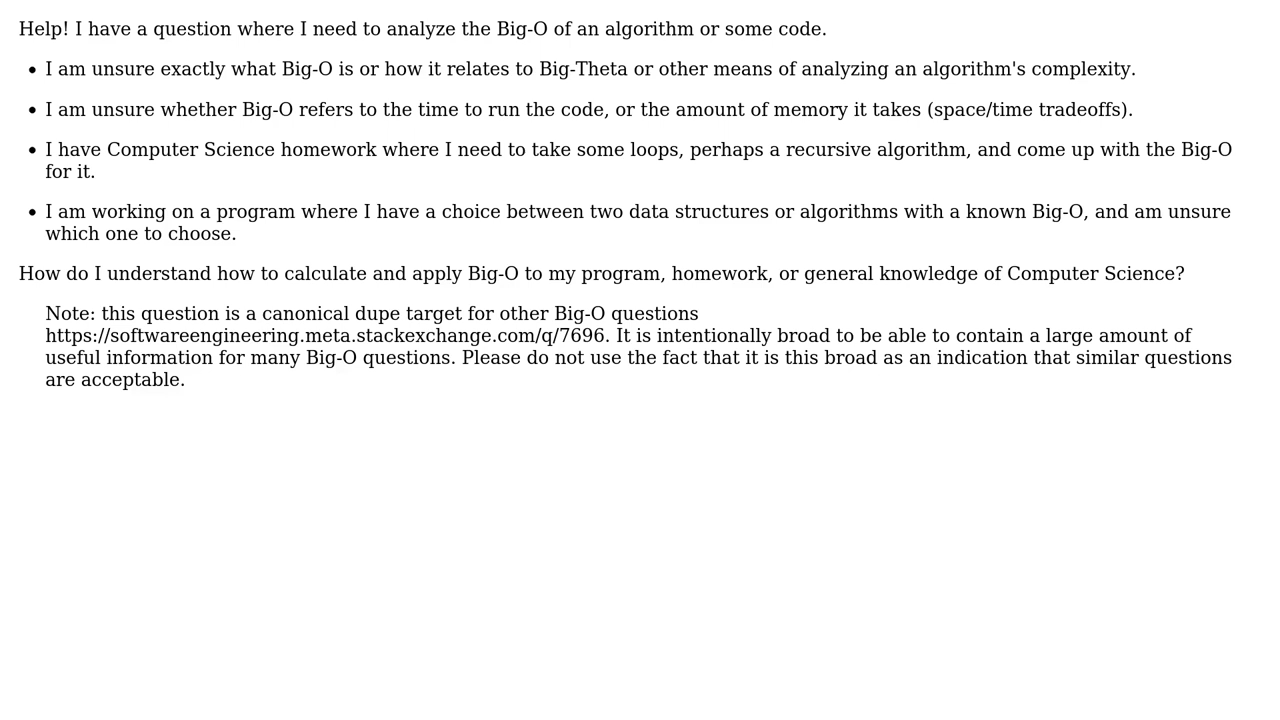 Help! I have a question where I need to analyze the Big-O of an algorithm or some code.
• I am unsure exactly what Big-O is or how it relates to Big-Theta or other means of analyzing an algorithm's complexity.
• I am unsure whether Big-O refers to the time to run the code, or the amount of memory it takes (space/time tradeoffs).
• I have Computer Science homework where I need to take some loops, perhaps a recursive algorithm, and come up with the Big-O
for it.
• I am working on a program where I have a choice between two data structures or algorithms with a known Big-O, and am unsure
which one to choose.
How do I understand how to calculate and apply Big-O to my program, homework, or general knowledge of Computer Science?
Note: this question is a canonical dupe target for other Big-O questions
https://softwareengineering.meta.stackexchange.com/q/7696. It is intentionally broad to be able to contain a large amount of
useful information for many Big-O questions. Please do not use the fact that it is this broad as an indication that similar questions
are acceptable.